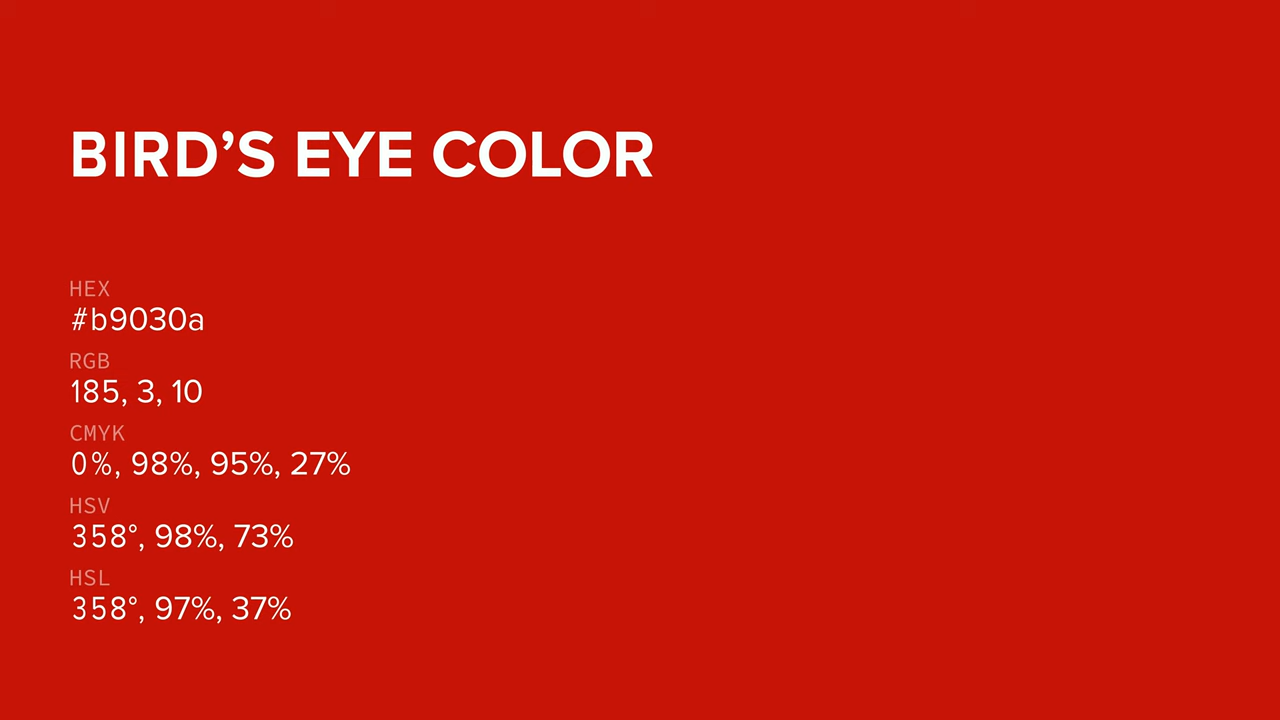 BIRD’S EYE COLOR
HEX
#b9030a
RGB
185, 3, 10
CMYK
0%, 98%, 95%, 27%
HSV
358°, 98%, 73%
HSL
358°, 97%, 37%